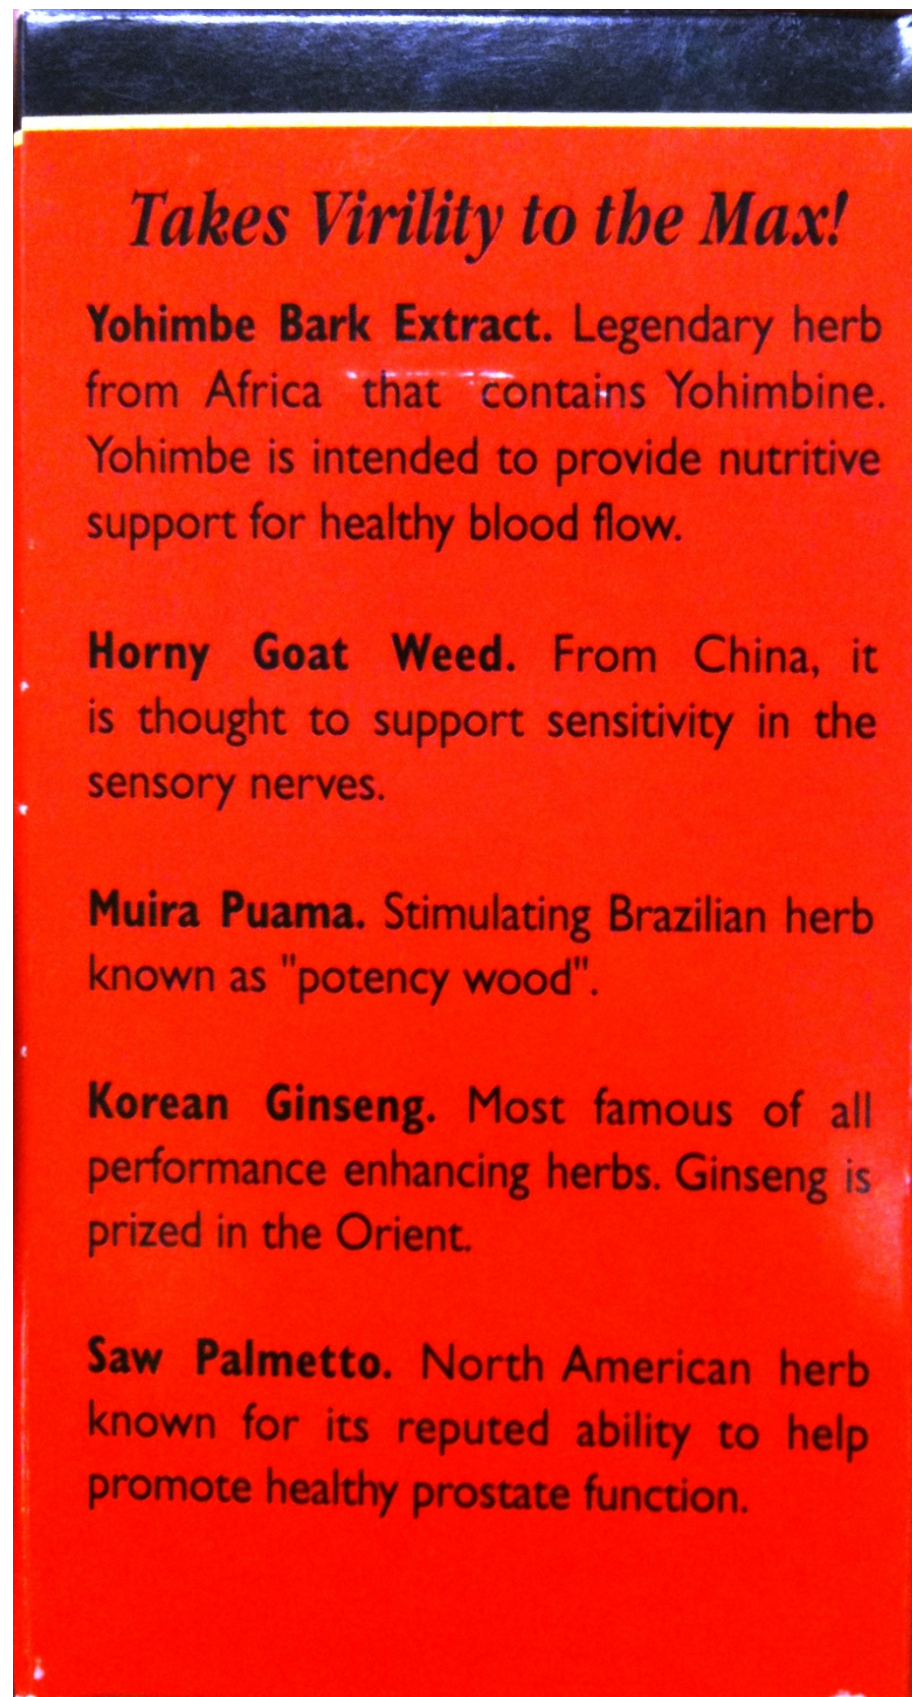 Takes Virility to the Max!
Yohimbe Bark Extract. Legendary herb
from Africa that contains Yohimbine.
Yohimbe is intended to provide nutritive
support for healthy blood flow.
Horny Goat Weed. From China, it
is thought to support sensitivity in the
sensory nerves.
Muira Puama. Stimulating Brazilian herb
known as "potency wood".
Korean Ginseng. Most famous of all
performance enhancing herbs. Ginseng is
prized in the Orient.
Saw Palmetto. North American herb
known for its reputed ability to help
promote healthy prostate function.